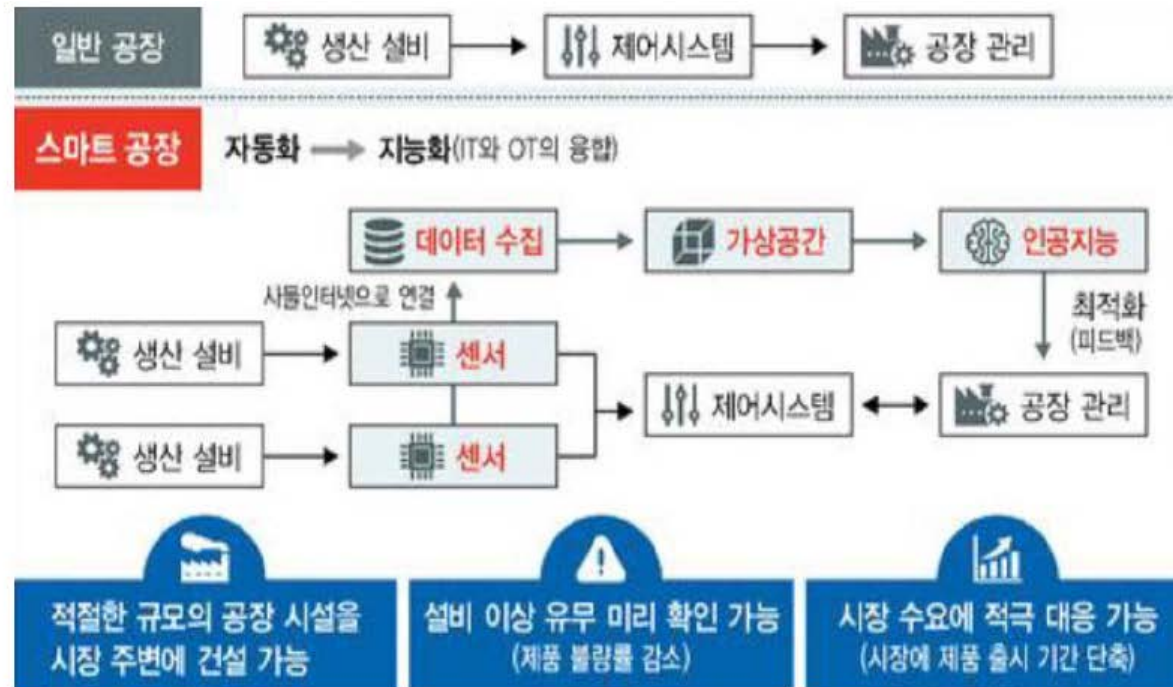 일반 공장
생산 설비
제어시스템
공장 관리
스마트 공장
자동화
지능화(IT와 OT의 융합)
데이터 수집
가상공간
인공지능
사물인터넷으로 연결
최적화
(피드백)
생산 설비
센서
제어시스템
공장 관리
생산 설비
센서
적절한 규모의 공장 시설을
시장 주변에 건설 가능
설비 이상 유무 미리 확인 가능
(제품 불량률 감소)
시장 수요에 적극 대응 가능
(시장에 제품 출시 기간 단축)